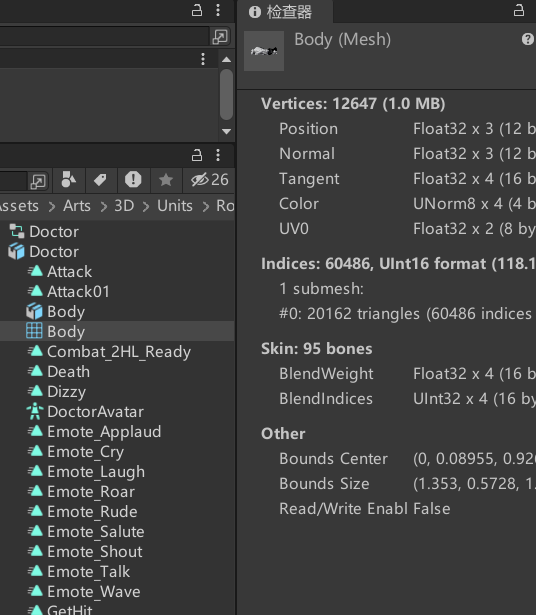 26
Assets > Arts > 3D > Units > Ro
Doctor
Doctor
Attack
Attack01
Body
Body
Combat_2HL_Ready
Death
Dizzy
DoctorAvatar
Emote_Applaud
Emote_Cry
Emote_Laugh
Emote_Roar
Emote_Rude
Emote_Salute
Emote_Shout
Emote_Talk
Emote_Wave
GetHit
检查器
Body (Mesh)
Vertices: 12647 (1.0 MB)
Position Float32 x 3 (12 b
Normal Float32 x 3 (12 b
Tangent Float32 x 4 (16 b
Color UNorm8 x 4 (4 b
UV0 Float32 x 2 (8 by
Indices: 60486, UInt16 format (118.1
1 submesh:
#0: 20162 triangles (60486 indices
Skin: 95 bones
BlendWeight Float32 x 4 (16 b
BlendIndices UInt32 x 4 (16 by
Other
Bounds Center (0, 0.08955, 0.926
Bounds Size (1.353, 0.5728, 1.
Read/Write Enabl False